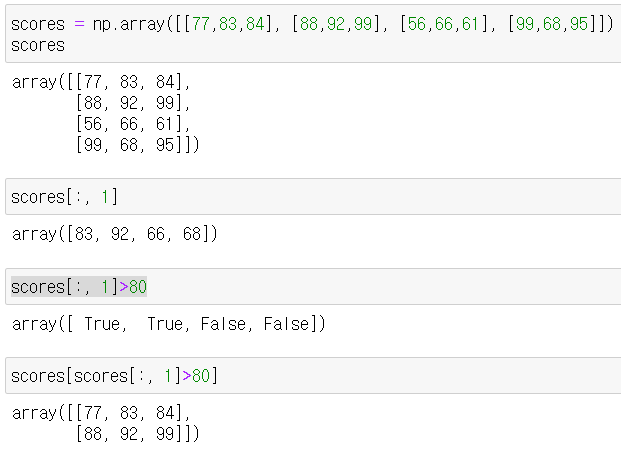 scores = np.array([[77,83,84], [88,92,99], [56,66,61], [99,68,95]])
scores
array([[77, 83, 84],
       [88, 92, 99],
       [56, 66, 61],
       [99, 68, 95]])
scores[:, 1]
array([83, 92, 66, 68])
scores[:, 1]>80
array([ True,  True, False, False])
scores[scores[:, 1]>80]
array([[77, 83, 84],
       [88, 92, 99]])